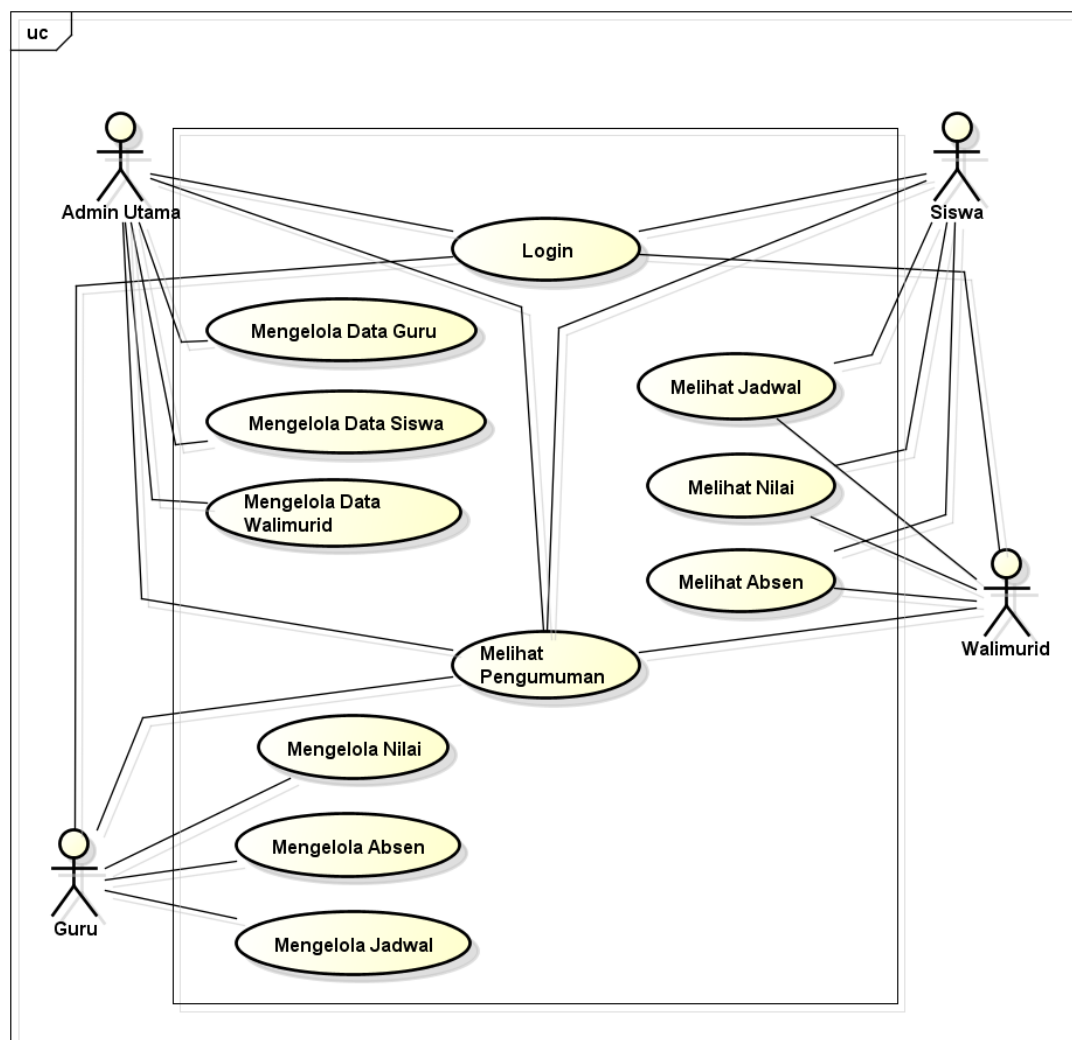 uc
Admin Utama
Siswa
Login
Mengelola Data Guru
Melihat Jadwal
Mengelola Data Siswa
Melihat Nilai
Mengelola Data
Walimurid
Melihat Absen
Walimurid
Melihat
Pengumuman
Mengelola Nilai
Mengelola Absen
Guru
Mengelola Jadwal